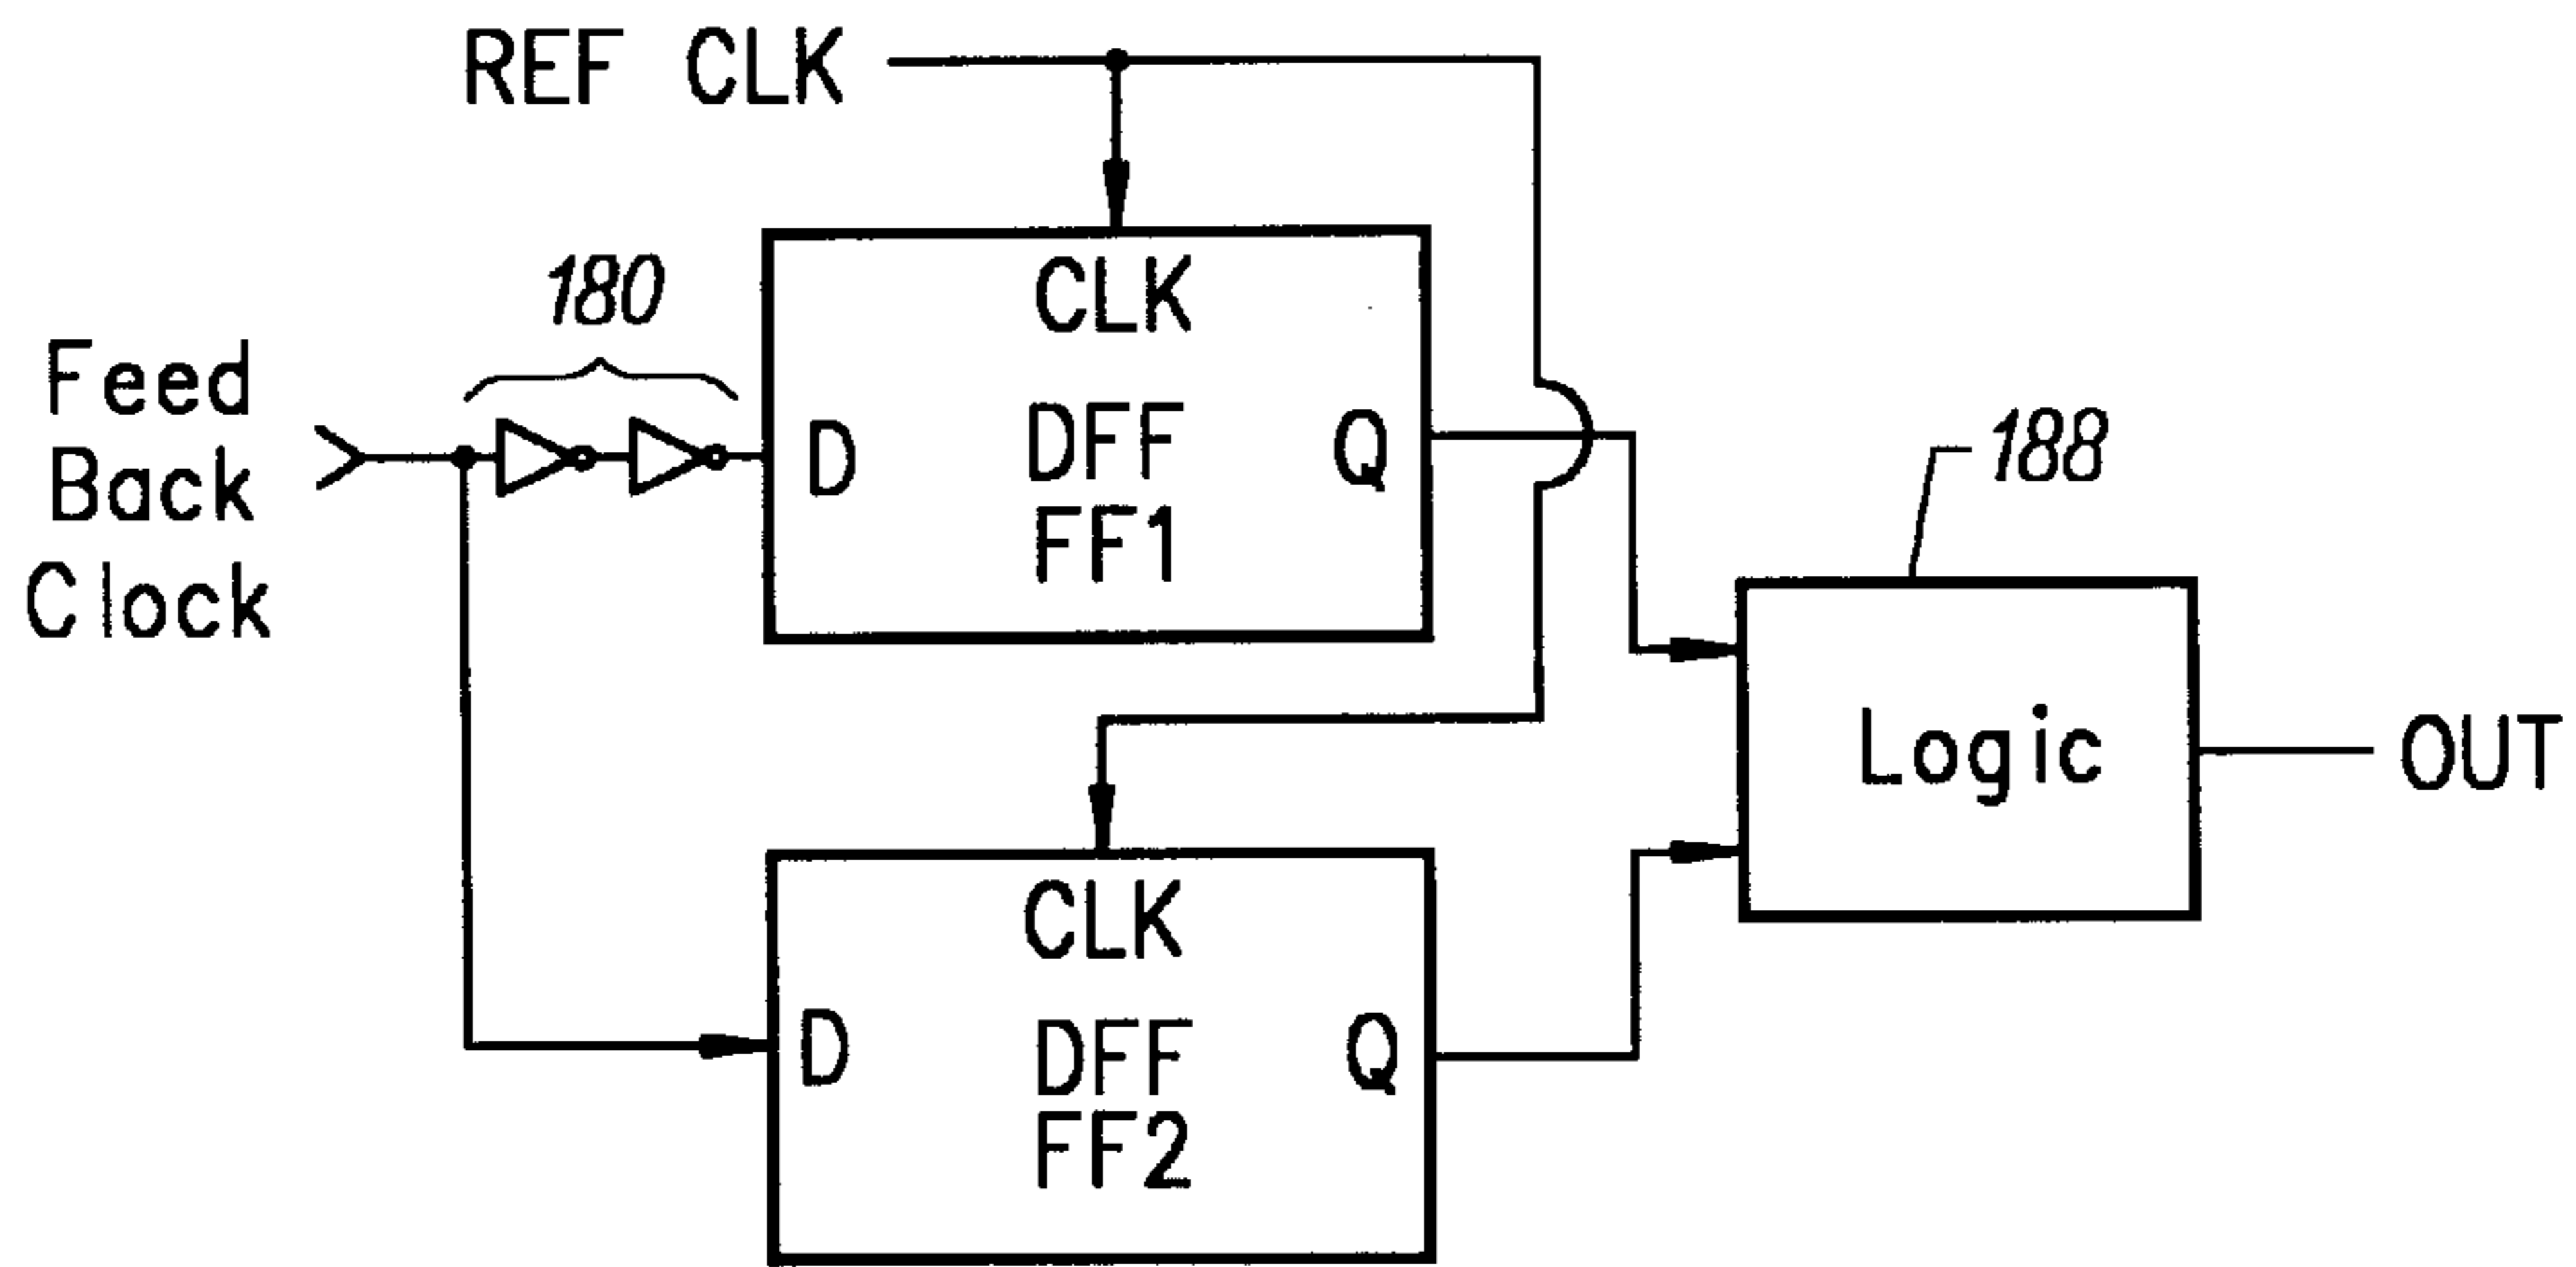 REF CLK
180
Feed
Back
Clock
CLK
D
DFF
Q
FF1
188
Logic
OUT
CLK
D
DFF
Q
FF2